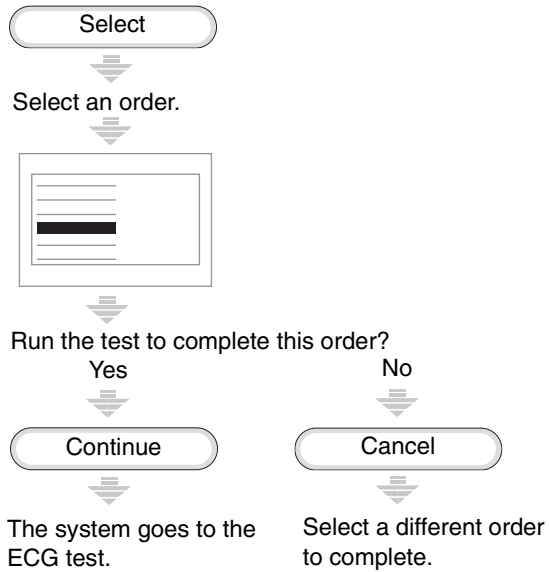 Select
Select an order.
Run the test to complete this order?
Yes
No
Continue
Cancel
The system goes to the
ECG test.
Select a different order
to complete.